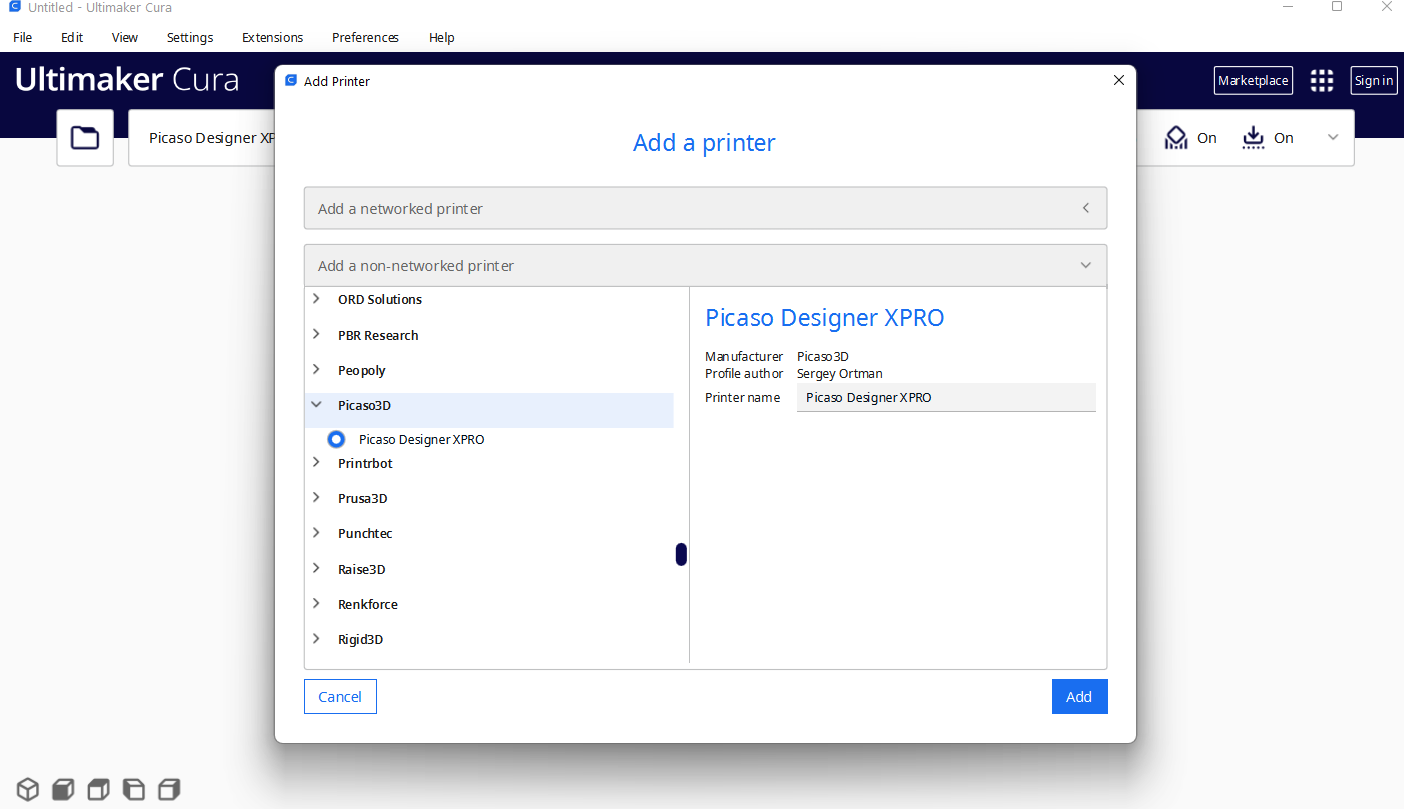 Untitled - Ultimaker Cura
File Edit View Settings Extensions Preferences Help
Ultimaker Cura
Add Printer
Marketplace
Sign in
Picaso Designer XP
On
On
Add a printer
Add a networked printer
Add a non-networked printer
ORD Solutions
PBR Research
Peopoly
Picaso3D
Picaso Designer XPRO
Printrbot
Prusa3D
Punchtec
Raise3D
Renkforce
Rigid3D
Picaso Designer XPRO
Manufacturer Picaso3D
Profile author Sergey Ortman
Printer name Picaso Designer XPRO
Cancel
Add